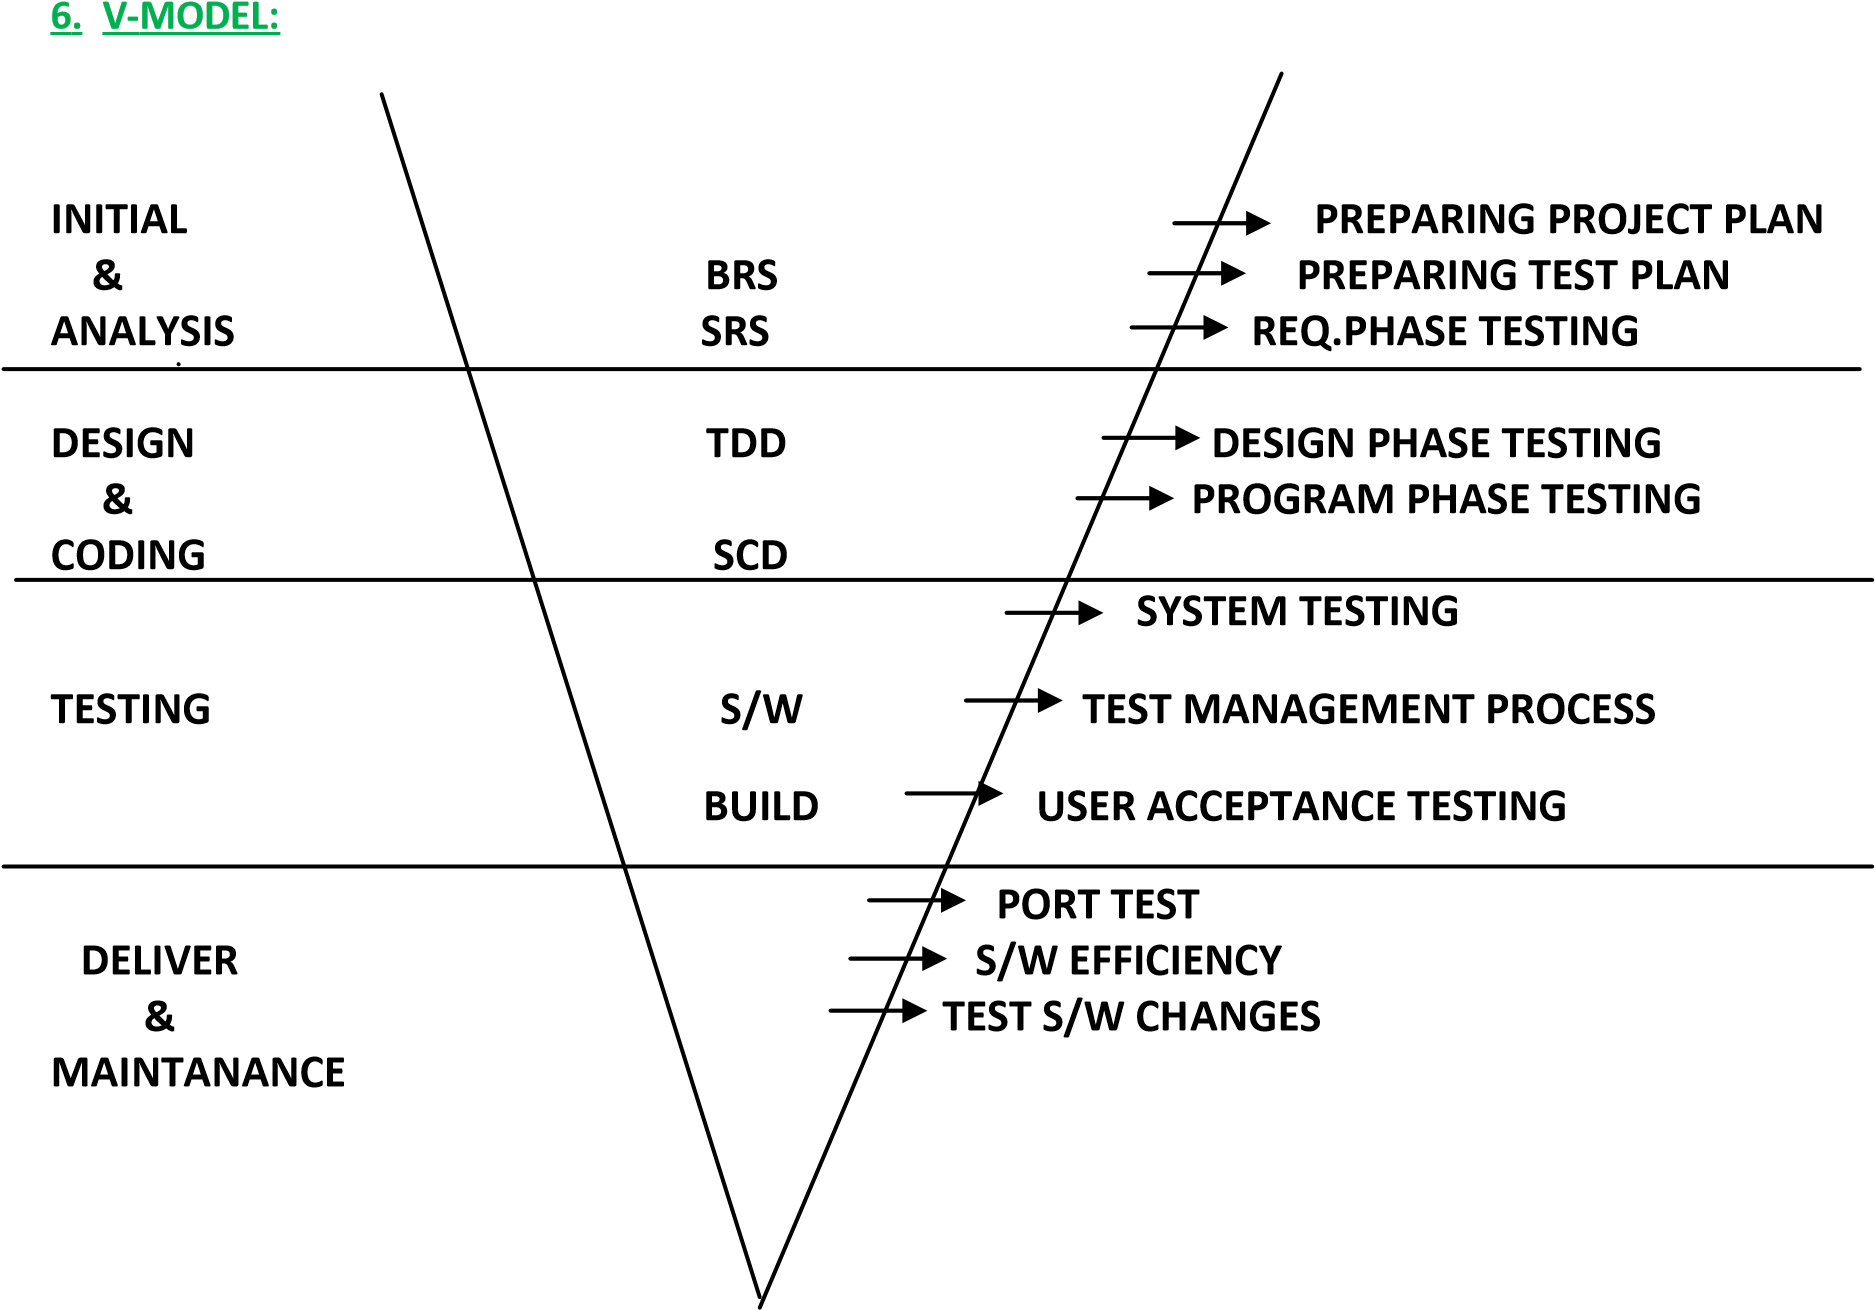 6. V-MODEL:
INITIAL PREPARING PROJECT PLAN
& BRS PREPARING TEST PLAN
ANALYSIS SRS REQ.PHASE TESTING
DESIGN TDD DESIGN PHASE TESTING
& PROGRAM PHASE TESTING
CODING SCD
SYSTEM TESTING
TESTING S/W TEST MANAGEMENT PROCESS
BUILD USER ACCEPTANCE TESTING
PORT TEST
DELIVER S/W EFFICIENCY
& TEST S/W CHANGES
MAINTANANCE